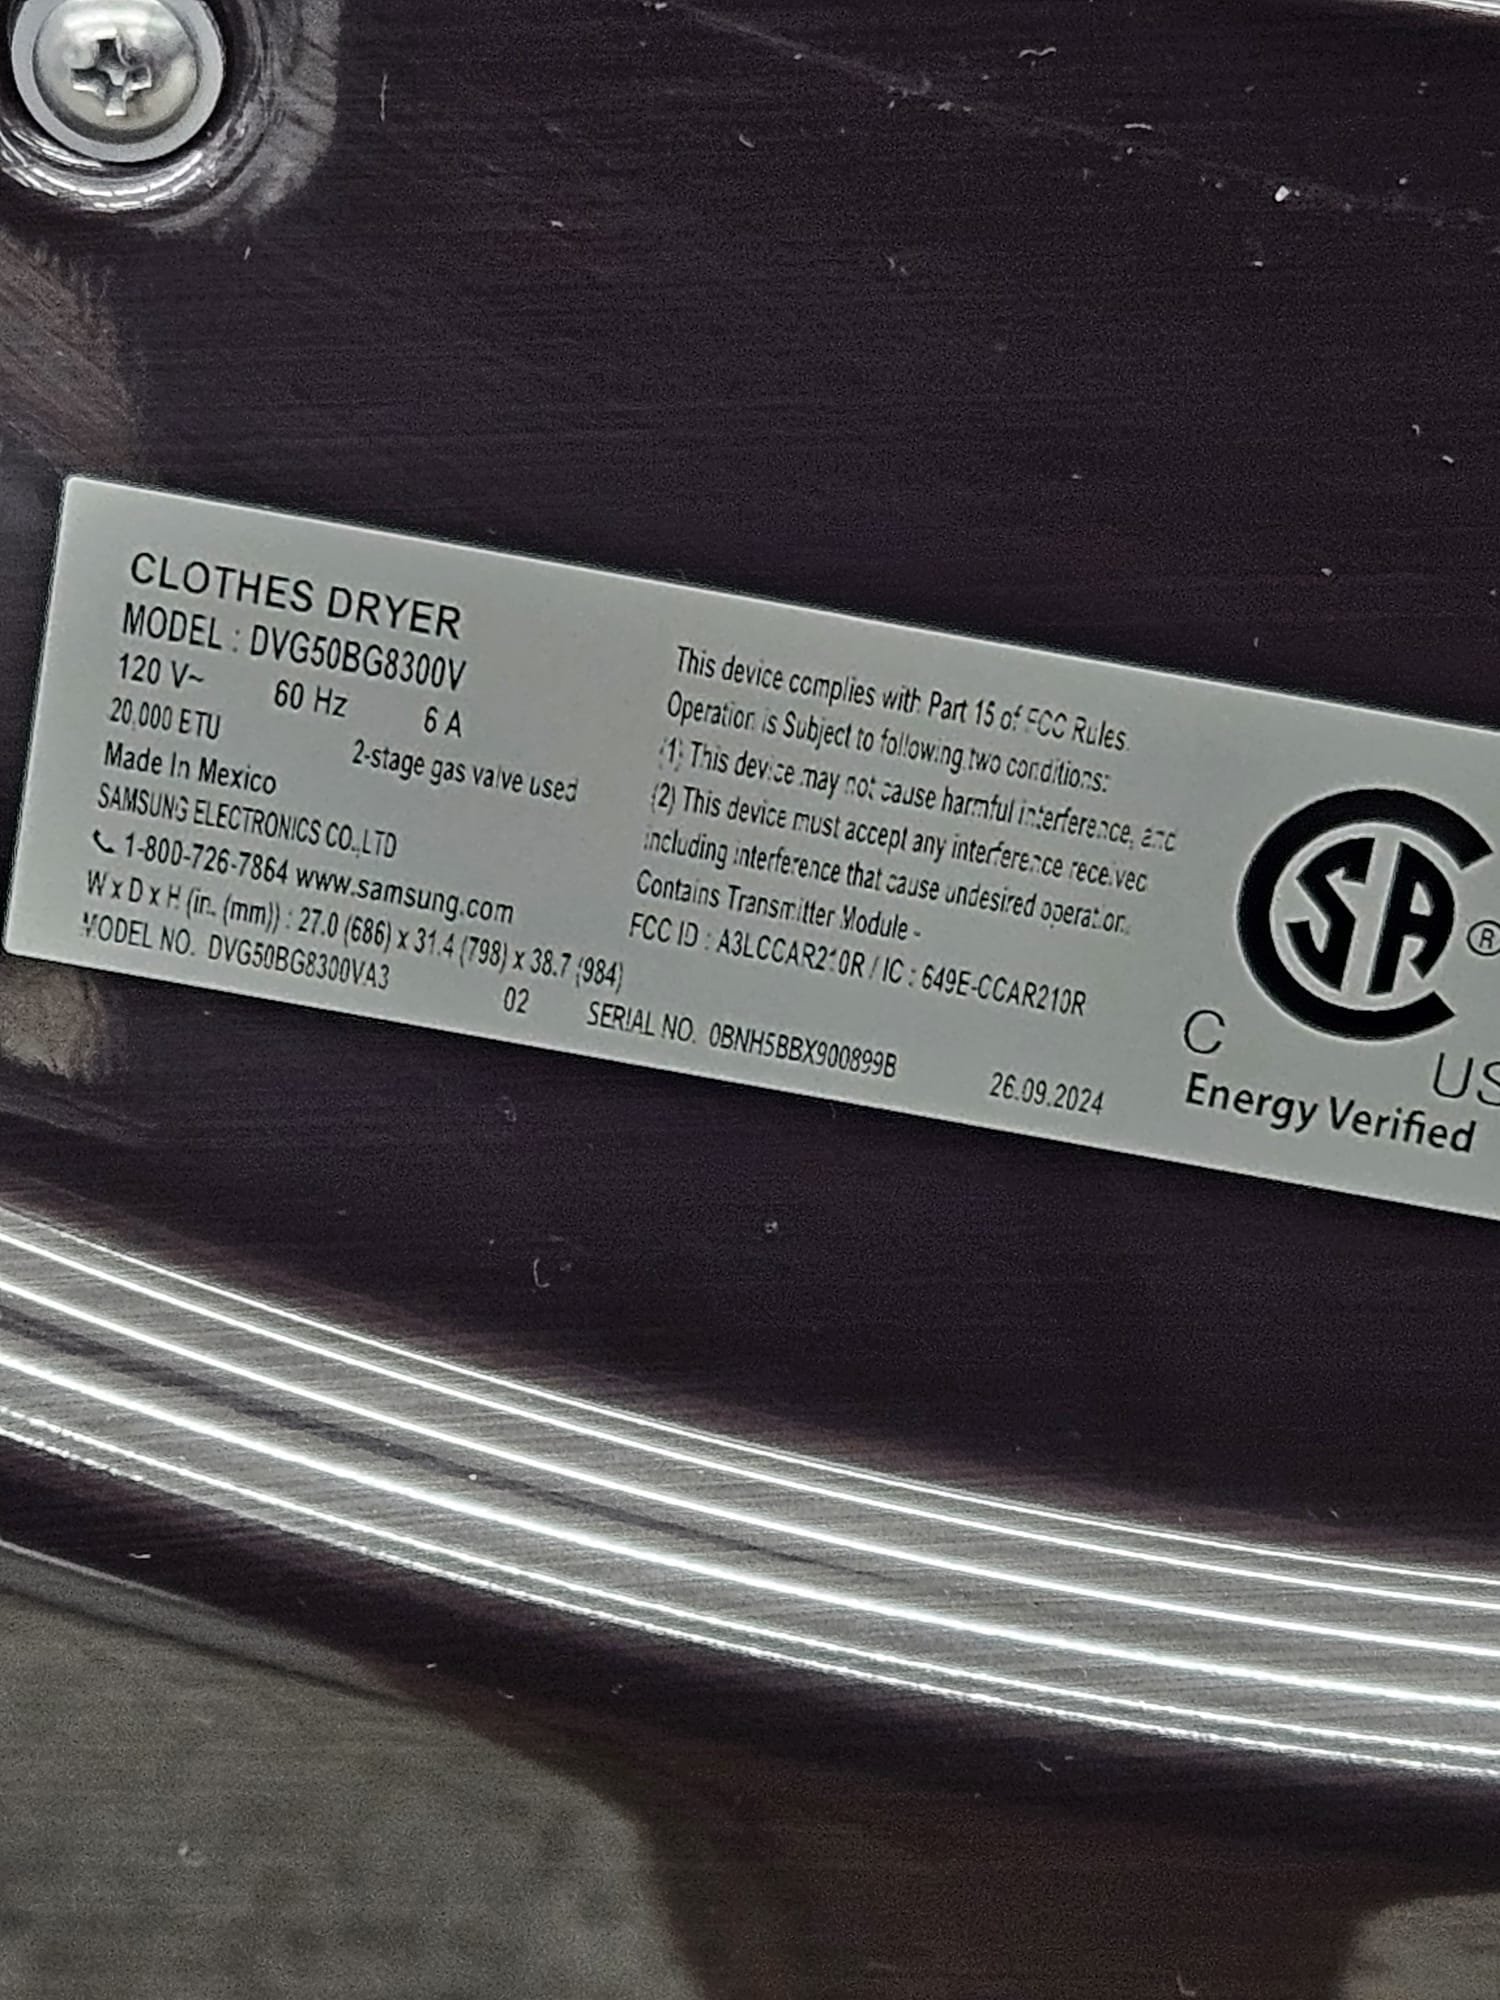 CLOTHES DRYER
MODEL : DVG50BG8300V
120 V~ 60 Hz 6 A
20,000 BTU 2-stage gas valve used
Made In Mexico
SAMSUNG ELECTRONICS CO.,LTD
1-800-726-7864 www.samsung.com
W x D x H (in. (mm)) : 27.0 (686) x 31.4 (798) x 38.7 (984)
MODEL NO. DVG50BG8300VA3 02 SERIAL NO. 0BNH5BBX900899B 26.09.2024
This device complies with Part 15 of FCC Rules.
Operation is Subject to following two conditions:
(1) This device may not cause harmful interference, and
(2) This device must accept any interference received
including interference that cause undesired operation.
Contains Transmitter Module -
FCC ID : A3LCCAR210R / IC : 649E-CCAR210R
SA ®
C US
Energy Verified